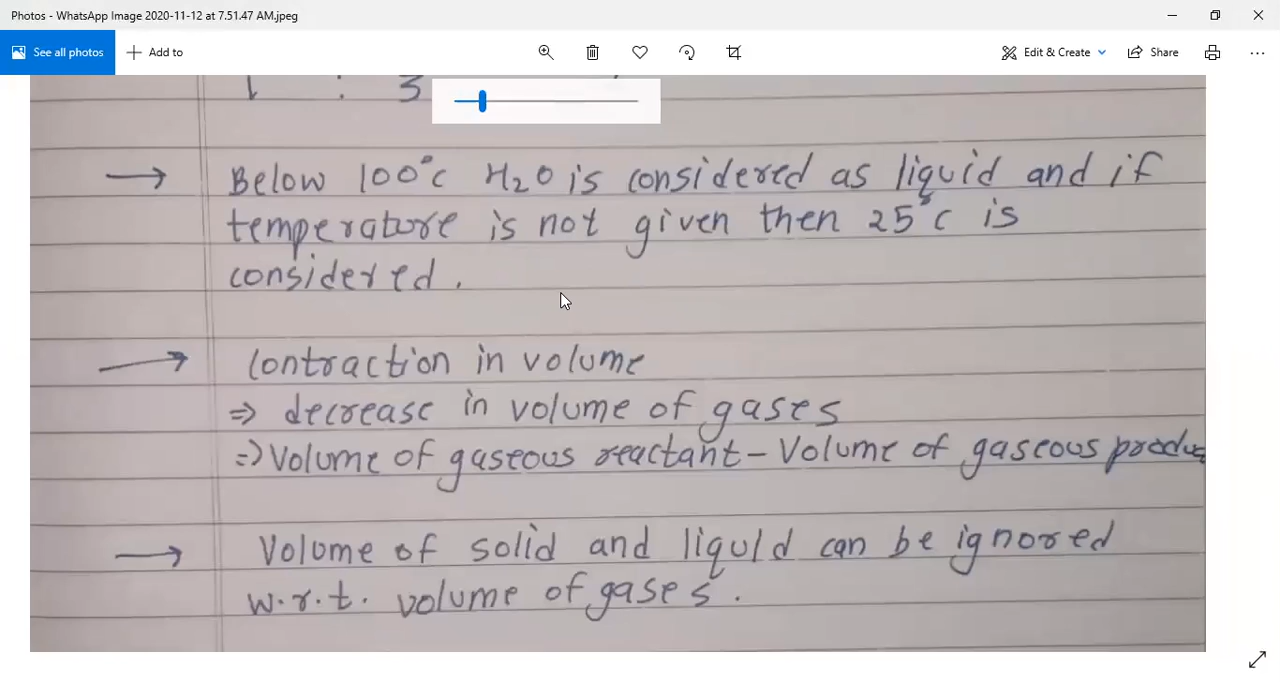 Photos - WhatsApp Image 2020-11-12 at 7.51.47 AM.jpeg
See all photos
Add to
Edit & Create
Share
: 3
→ Below 100°c H₂O is considered as liquid and if
temperature is not given then 25°c is
considered.
→ Contraction in volume
⇒ decrease in volume of gases
⇒ Volume of gaseous reactant - Volume of gaseous produc
→ Volume of solid and liquid can be ignored
w.r.t. volume of gases.